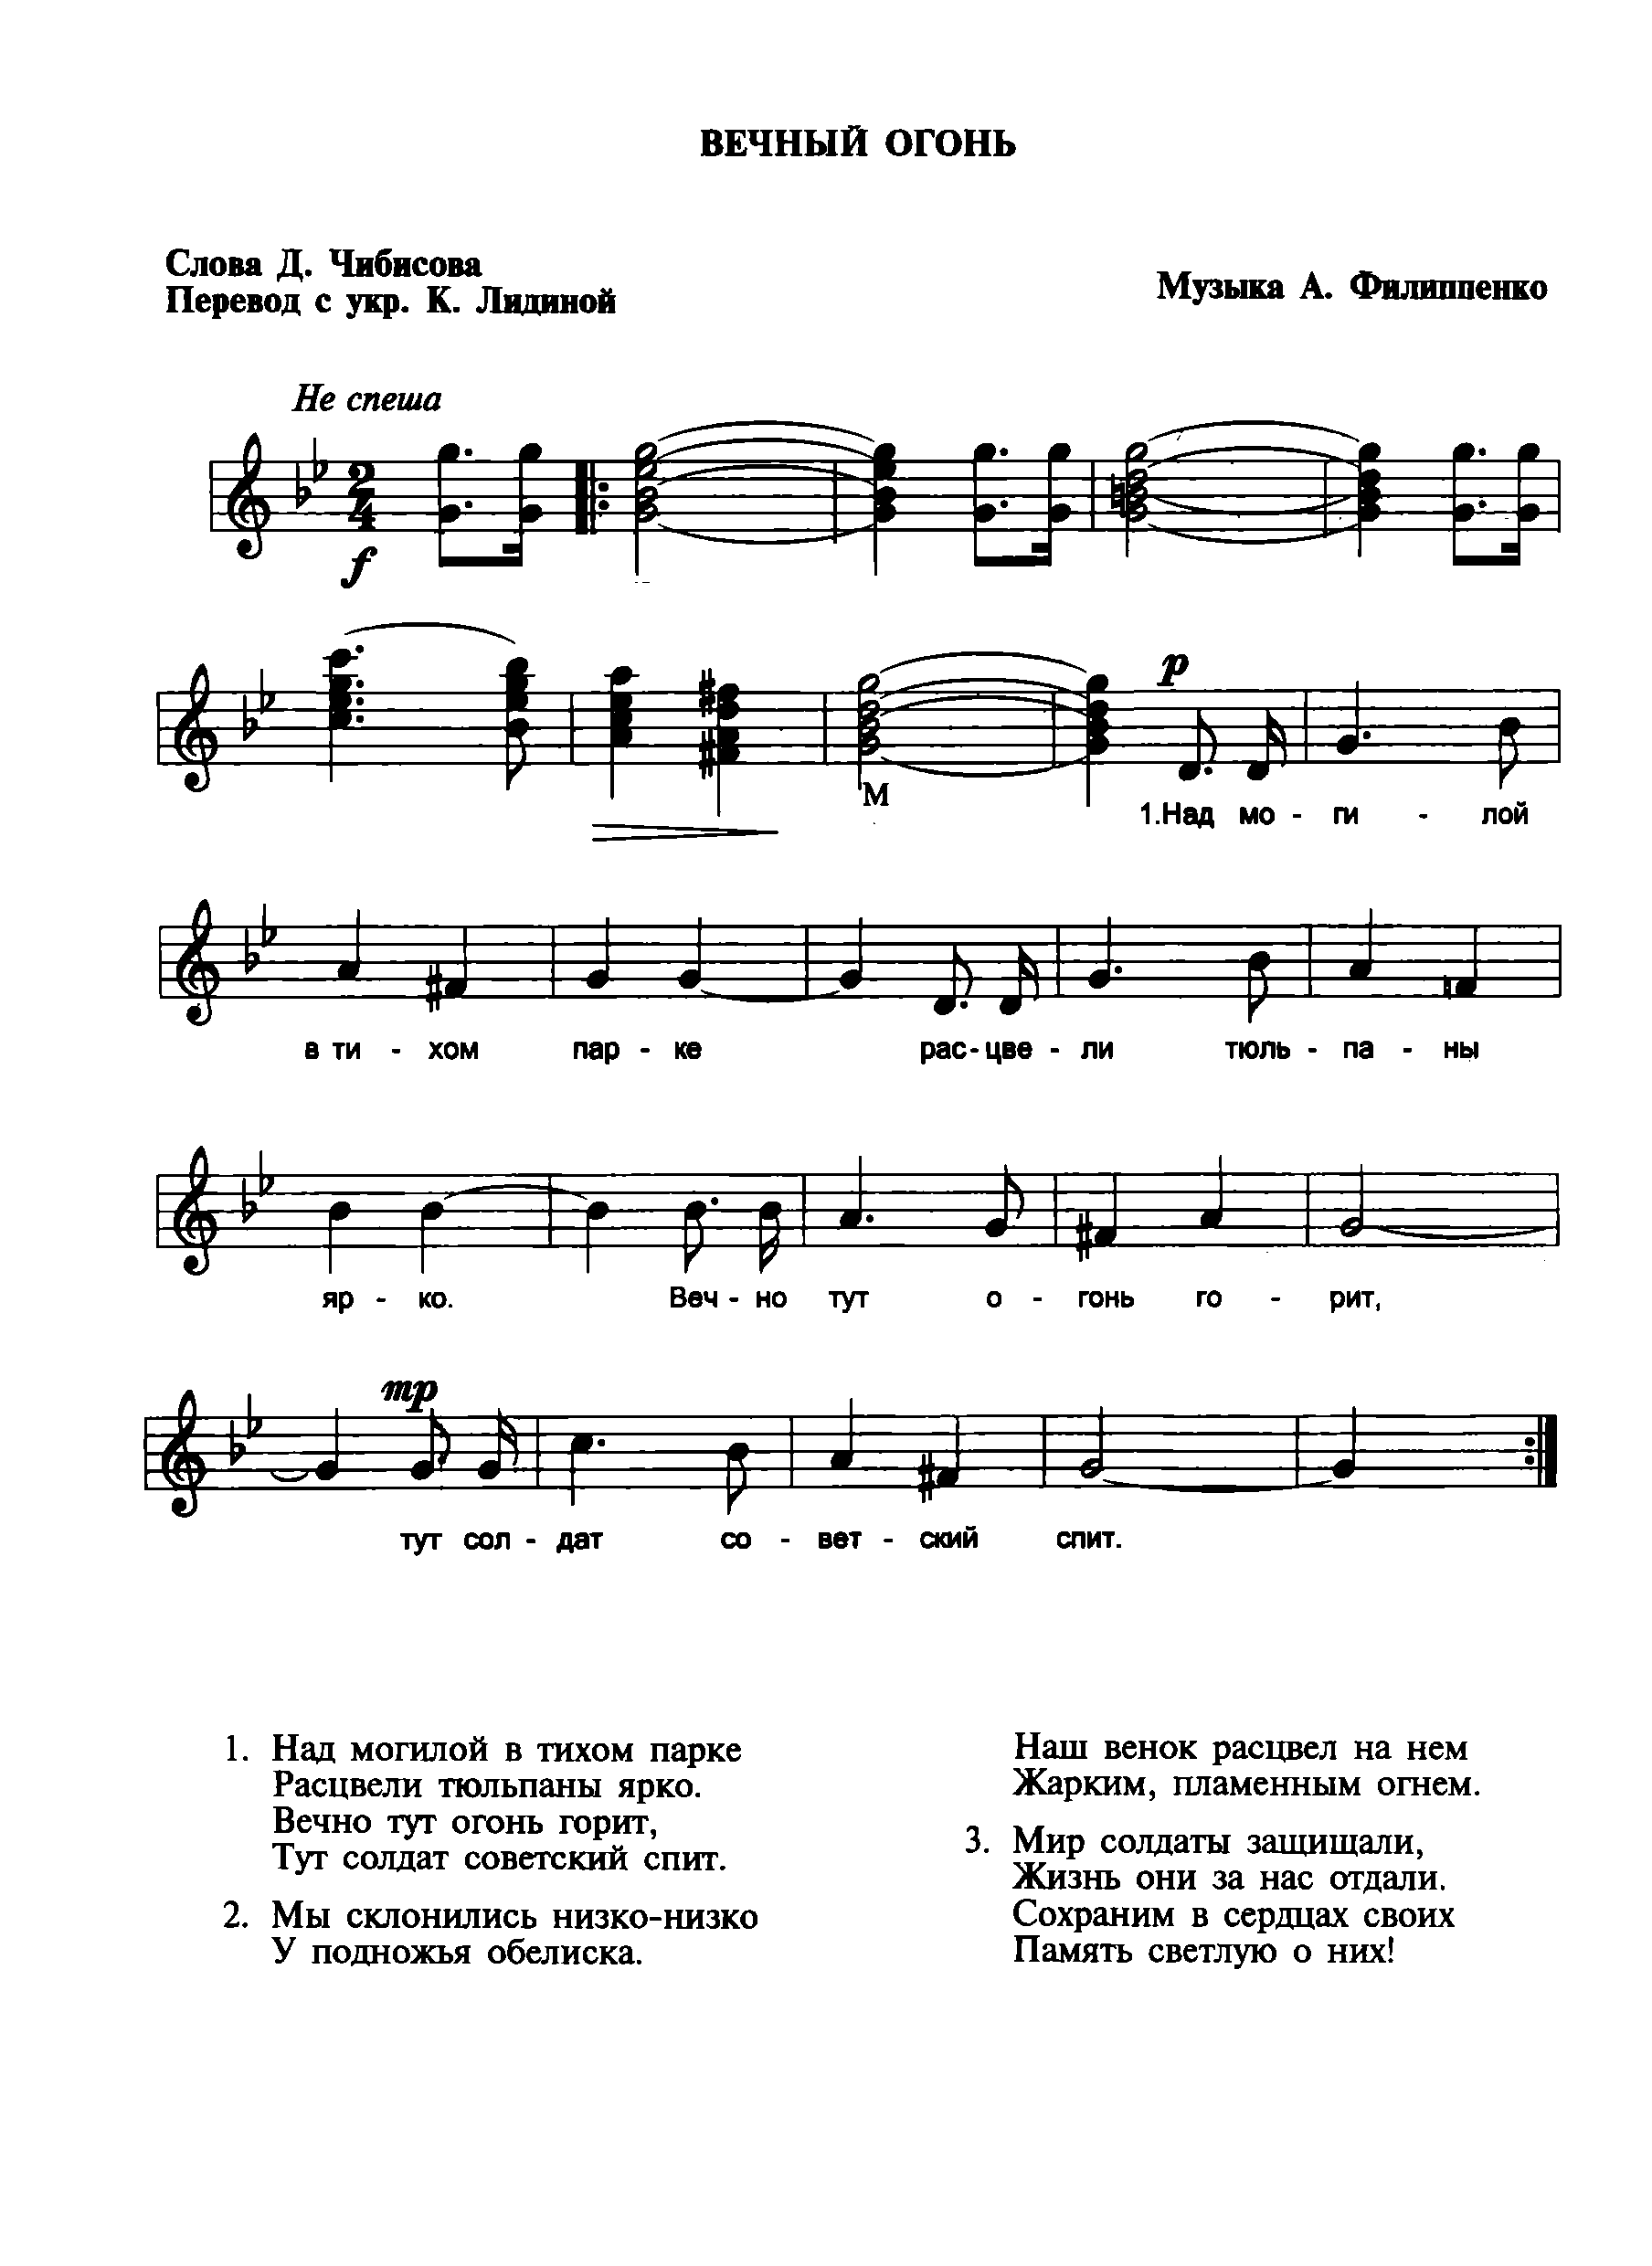 ВЕЧНЫЙ ОГОНЬ
Слова Д. Чибисова
Перевод с укр. К. Лидиной
Музыка А. Филиппенко
Не спеша
f
p
М
1.Над мо - ги - лой
в ти - хом пар - ке рас - цве - ли тюль - па - ны
яр - ко. Веч - но тут о - гонь го - рит,
mp
тут сол - дат со - вет - ский спит.
1. Над могилой в тихом парке
Расцвели тюльпаны ярко.
Вечно тут огонь горит,
Тут солдат советский спит.
2. Мы склонились низко-низко
У подножья обелиска.
Наш венок расцвел на нем
Жарким, пламенным огнем.
3. Мир солдаты защищали,
Жизнь они за нас отдали.
Сохраним в сердцах своих
Память светлую о них!